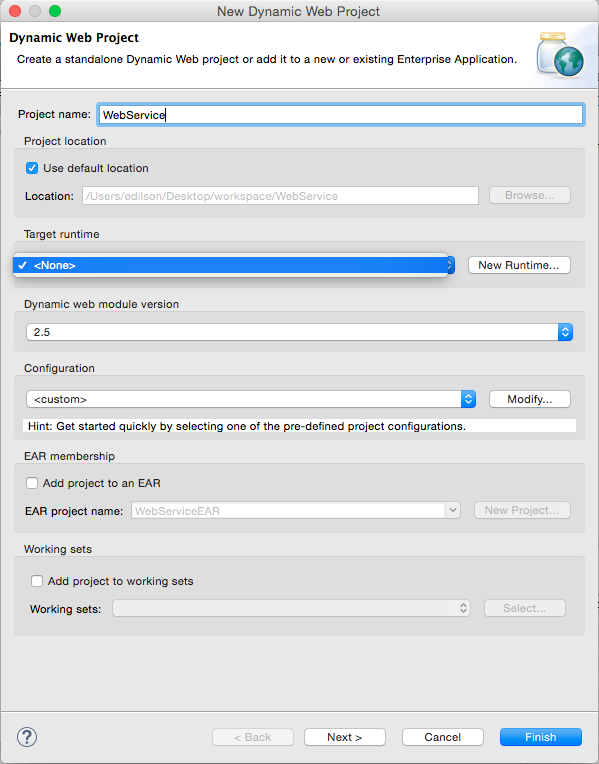 New Dynamic Web Project
Dynamic Web Project
Create a standalone Dynamic Web project or add it to a new or existing Enterprise Application.
Project name: WebService
Project location
Use default location
Location: /Users/edilson/Desktop/workspace/WebService Browse...
Target runtime
<None> New Runtime...
Dynamic web module version
2.5
Configuration
<custom> Modify...
Hint: Get started quickly by selecting one of the pre-defined project configurations.
EAR membership
Add project to an EAR
EAR project name: WebServiceEAR New Project...
Working sets
Add project to working sets
Working sets: Select...
? < Back Next > Cancel Finish